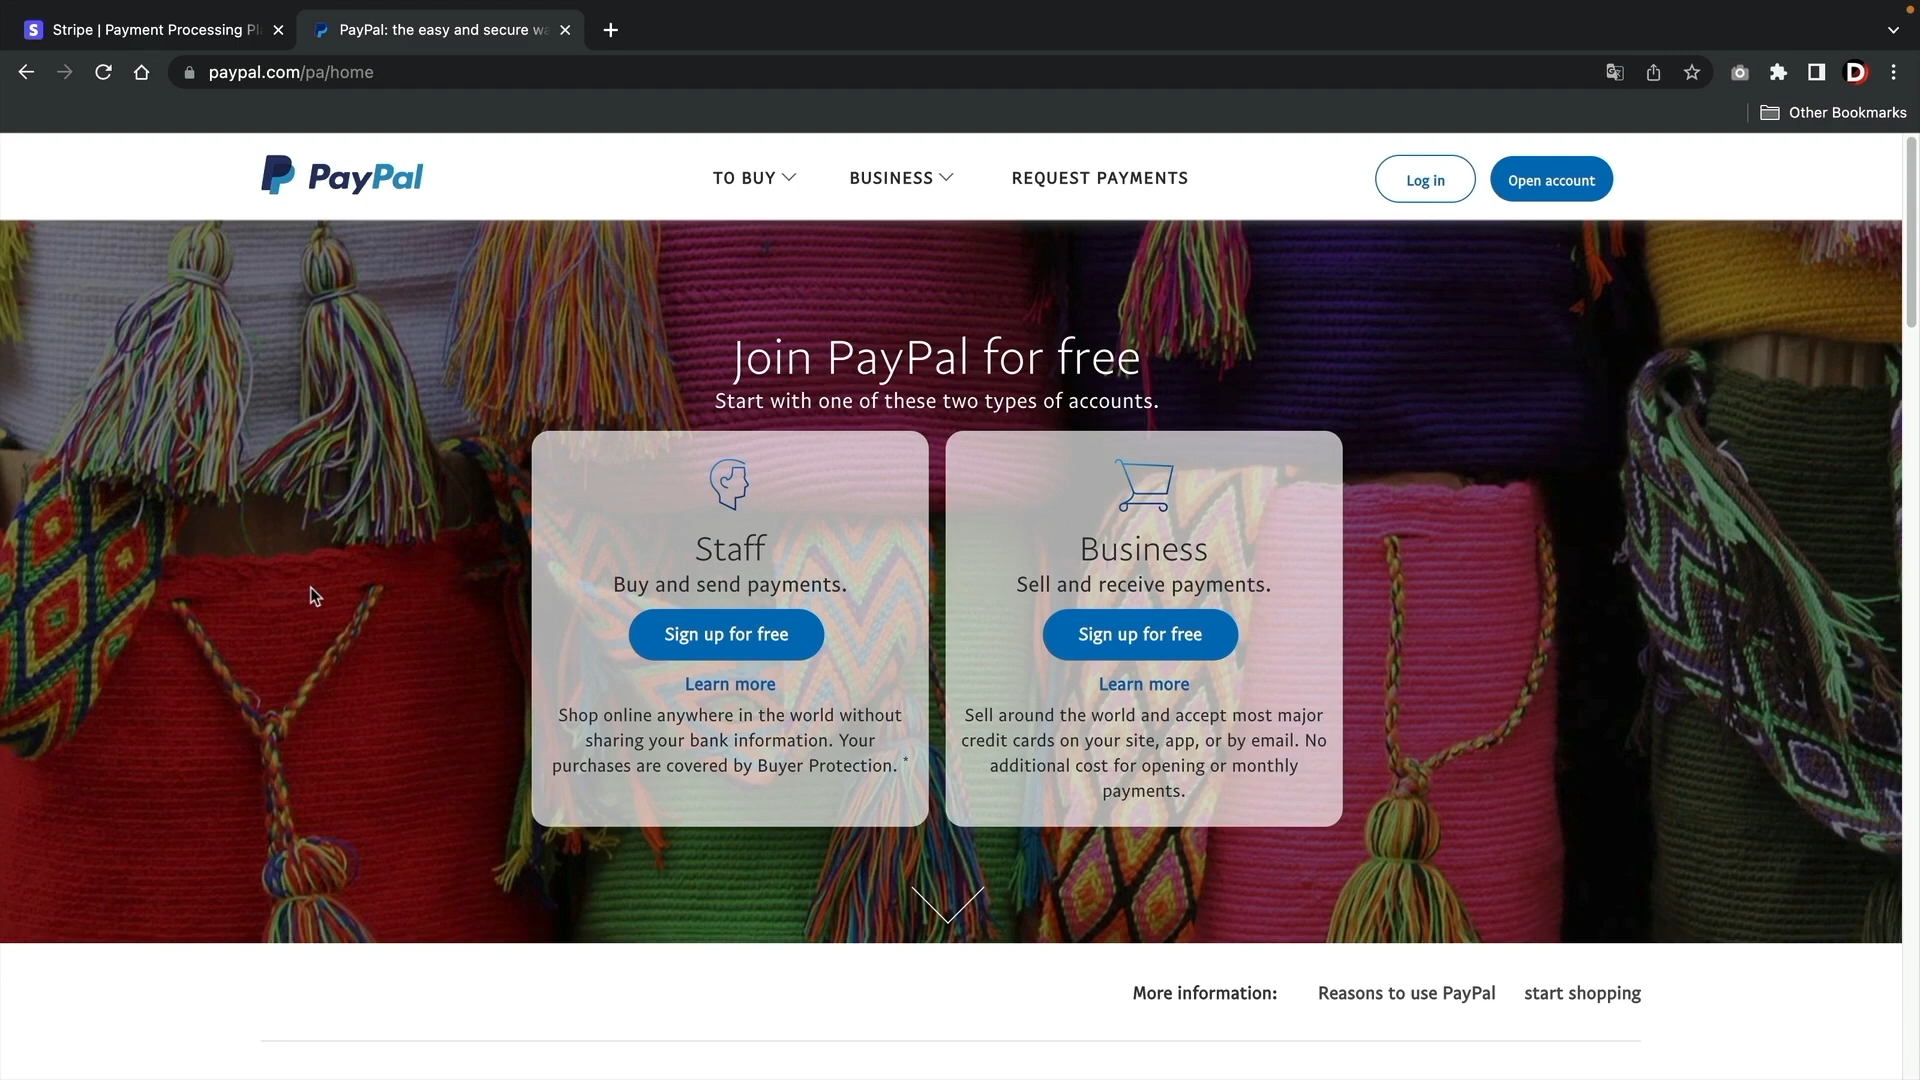 Stripe | Payment Processing Pl
PayPal: the easy and secure wa
paypal.com/pa/home
Other Bookmarks
PayPal
TO BUY
BUSINESS
REQUEST PAYMENTS
Log in
Open account
Join PayPal for free
Start with one of these two types of accounts.
Staff
Buy and send payments.
Sign up for free
Learn more
Shop online anywhere in the world without
sharing your bank information. Your
purchases are covered by Buyer Protection. *
Business
Sell and receive payments.
Sign up for free
Learn more
Sell around the world and accept most major
credit cards on your site, app, or by email. No
additional cost for opening or monthly
payments.
More information:
Reasons to use PayPal
start shopping